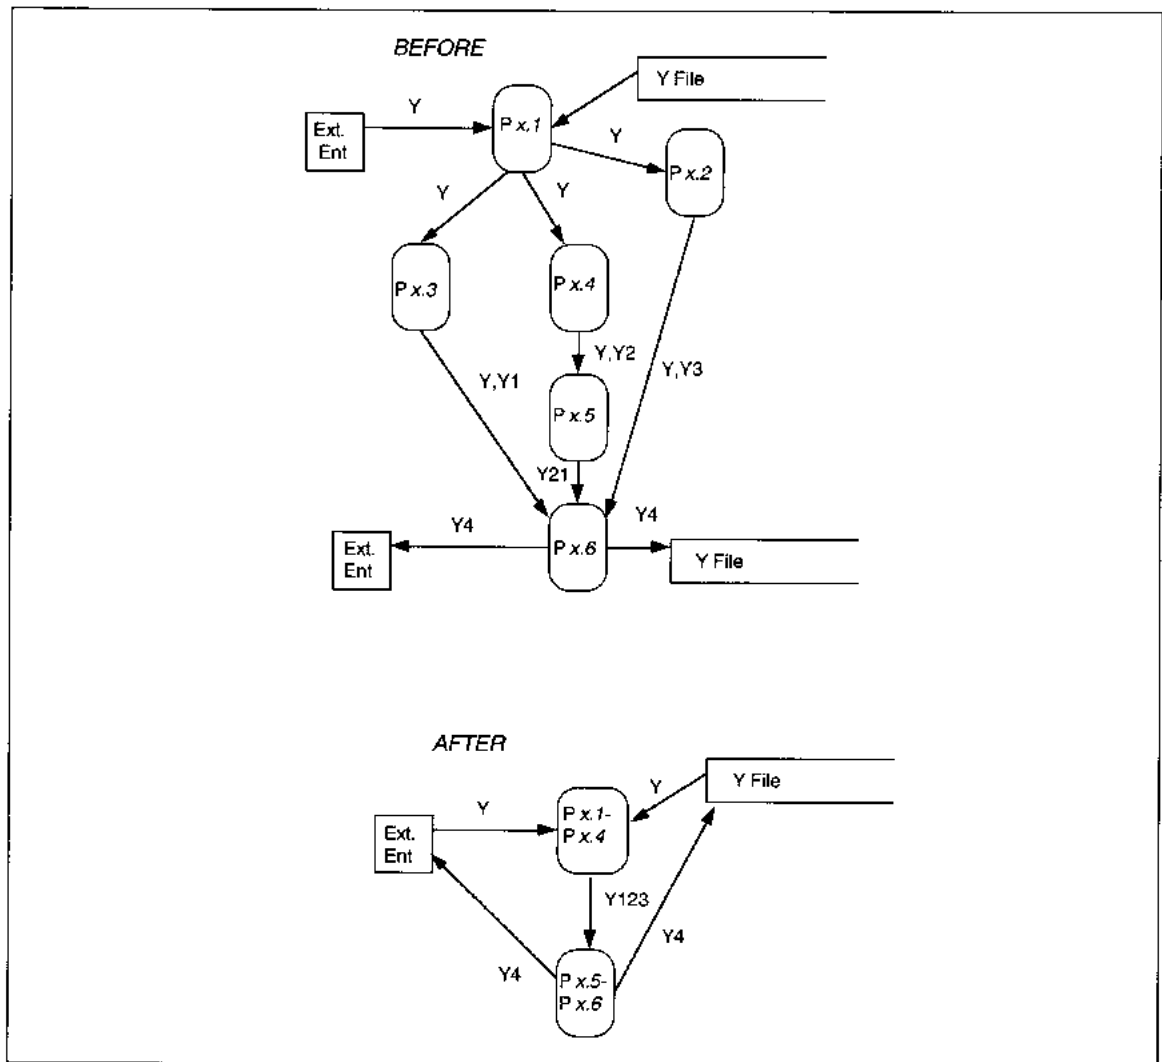 BEFORE
Y File
Y
Ext.
Ent
P x.1
Y
P x.2
Y
Y
P x.3
P x.4
Y,Y2
Y,Y1
Y,Y3
P x.5
Y21
Y4
Y4
Ext.
Ent
P x.6
Y File
AFTER
Y File
Y
Y
P x.1-
P x.4
Ext.
Ent
Y123
Y4
Y4
P x.5-
P x.6